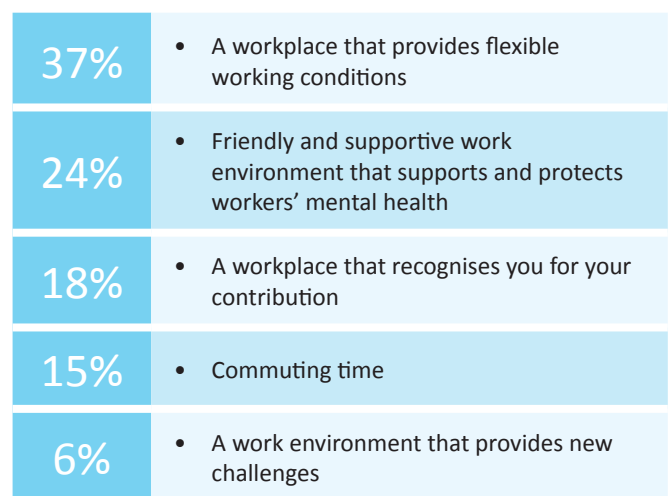 37%
• A workplace that provides flexible
working conditions
24%
• Friendly and supportive work
environment that supports and protects
workers’ mental health
18%
• A workplace that recognises you for your
contribution
15%
• Commuting time
6%
• A work environment that provides new
challenges